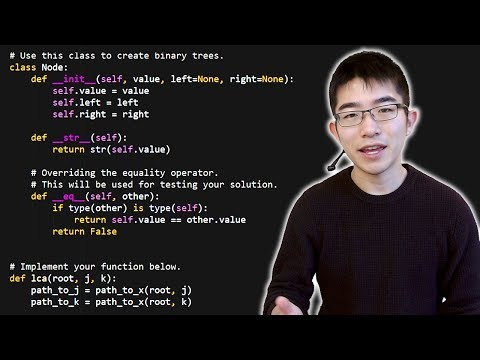 # Use this class to create binary trees.
class Node:
    def __init__(self, value, left=None, right=None):
        self.value = value
        self.left = left
        self.right = right
    def __str__(self):
        return str(self.value)
    # Overriding the equality operator.
    # This will be used for testing your solution.
    def __eq__(self, other):
        if type(other) is type(self):
            return self.value == other.value
        return False
# Implement your function below.
def lca(root, j, k):
    path_to_j = path_to_x(root, j)
    path_to_k = path_to_x(root, k)